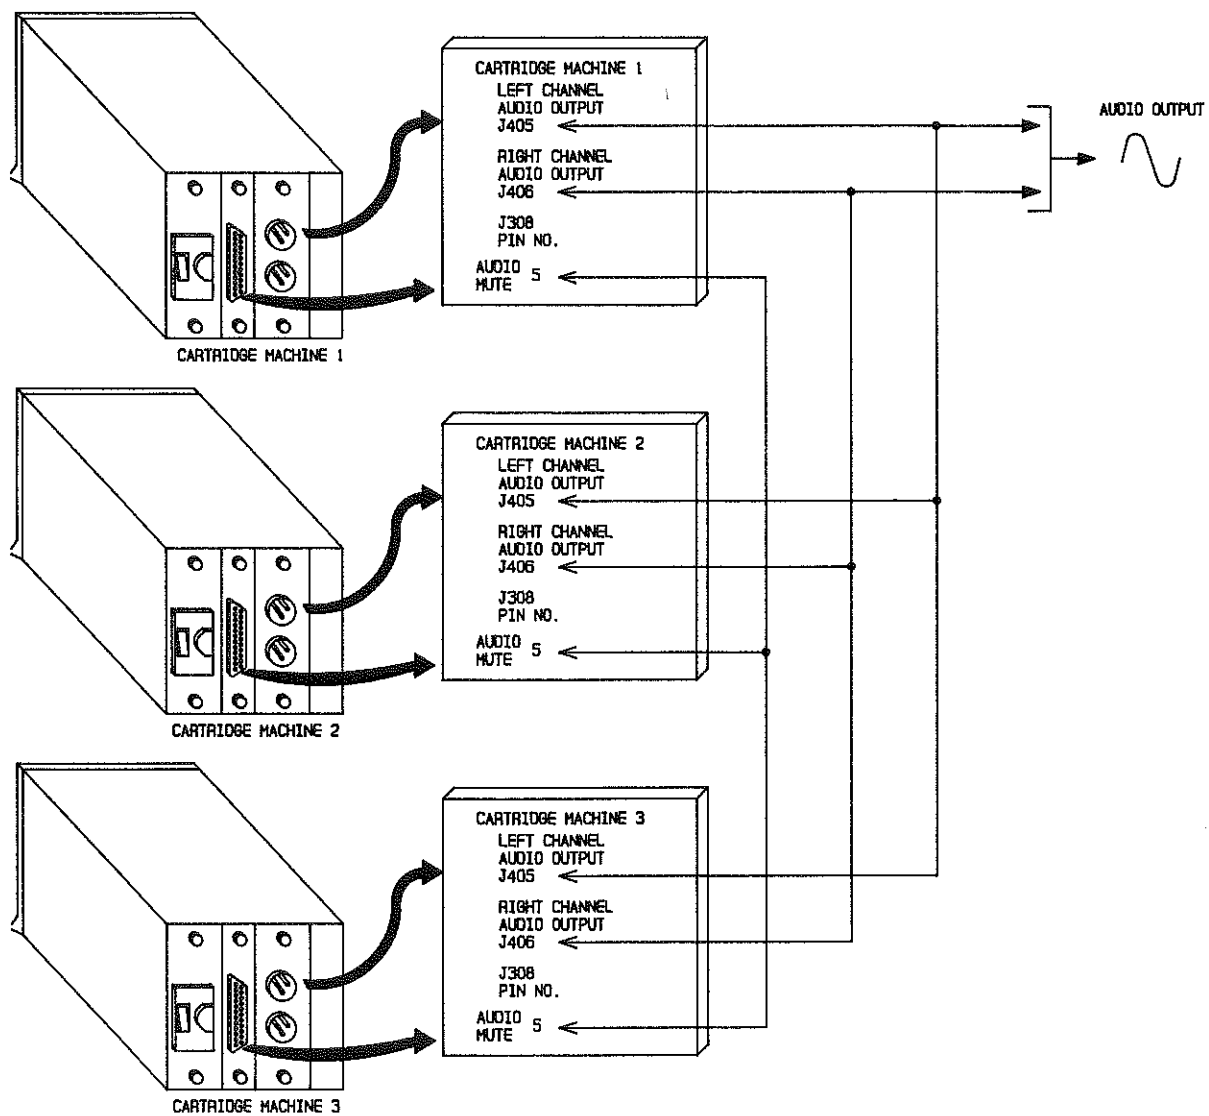 CARTRIDGE MACHINE 1
LEFT CHANNEL
AUDIO OUTPUT
J405
RIGHT CHANNEL
AUDIO OUTPUT
J406
J308
PIN NO.
AUDIO 5
MUTE
AUDIO OUTPUT
CARTRIDGE MACHINE 1
CARTRIDGE MACHINE 2
LEFT CHANNEL
AUDIO OUTPUT
J405
RIGHT CHANNEL
AUDIO OUTPUT
J406
J308
PIN NO.
AUDIO 5
MUTE
CARTRIDGE MACHINE 2
CARTRIDGE MACHINE 3
LEFT CHANNEL
AUDIO OUTPUT
J405
RIGHT CHANNEL
AUDIO OUTPUT
J406
J308
PIN NO.
AUDIO 5
MUTE
CARTRIDGE MACHINE 3